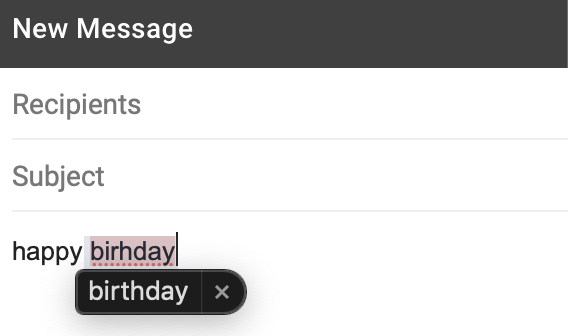 New Message
Recipients
Subject
happy birhday
birthday ×